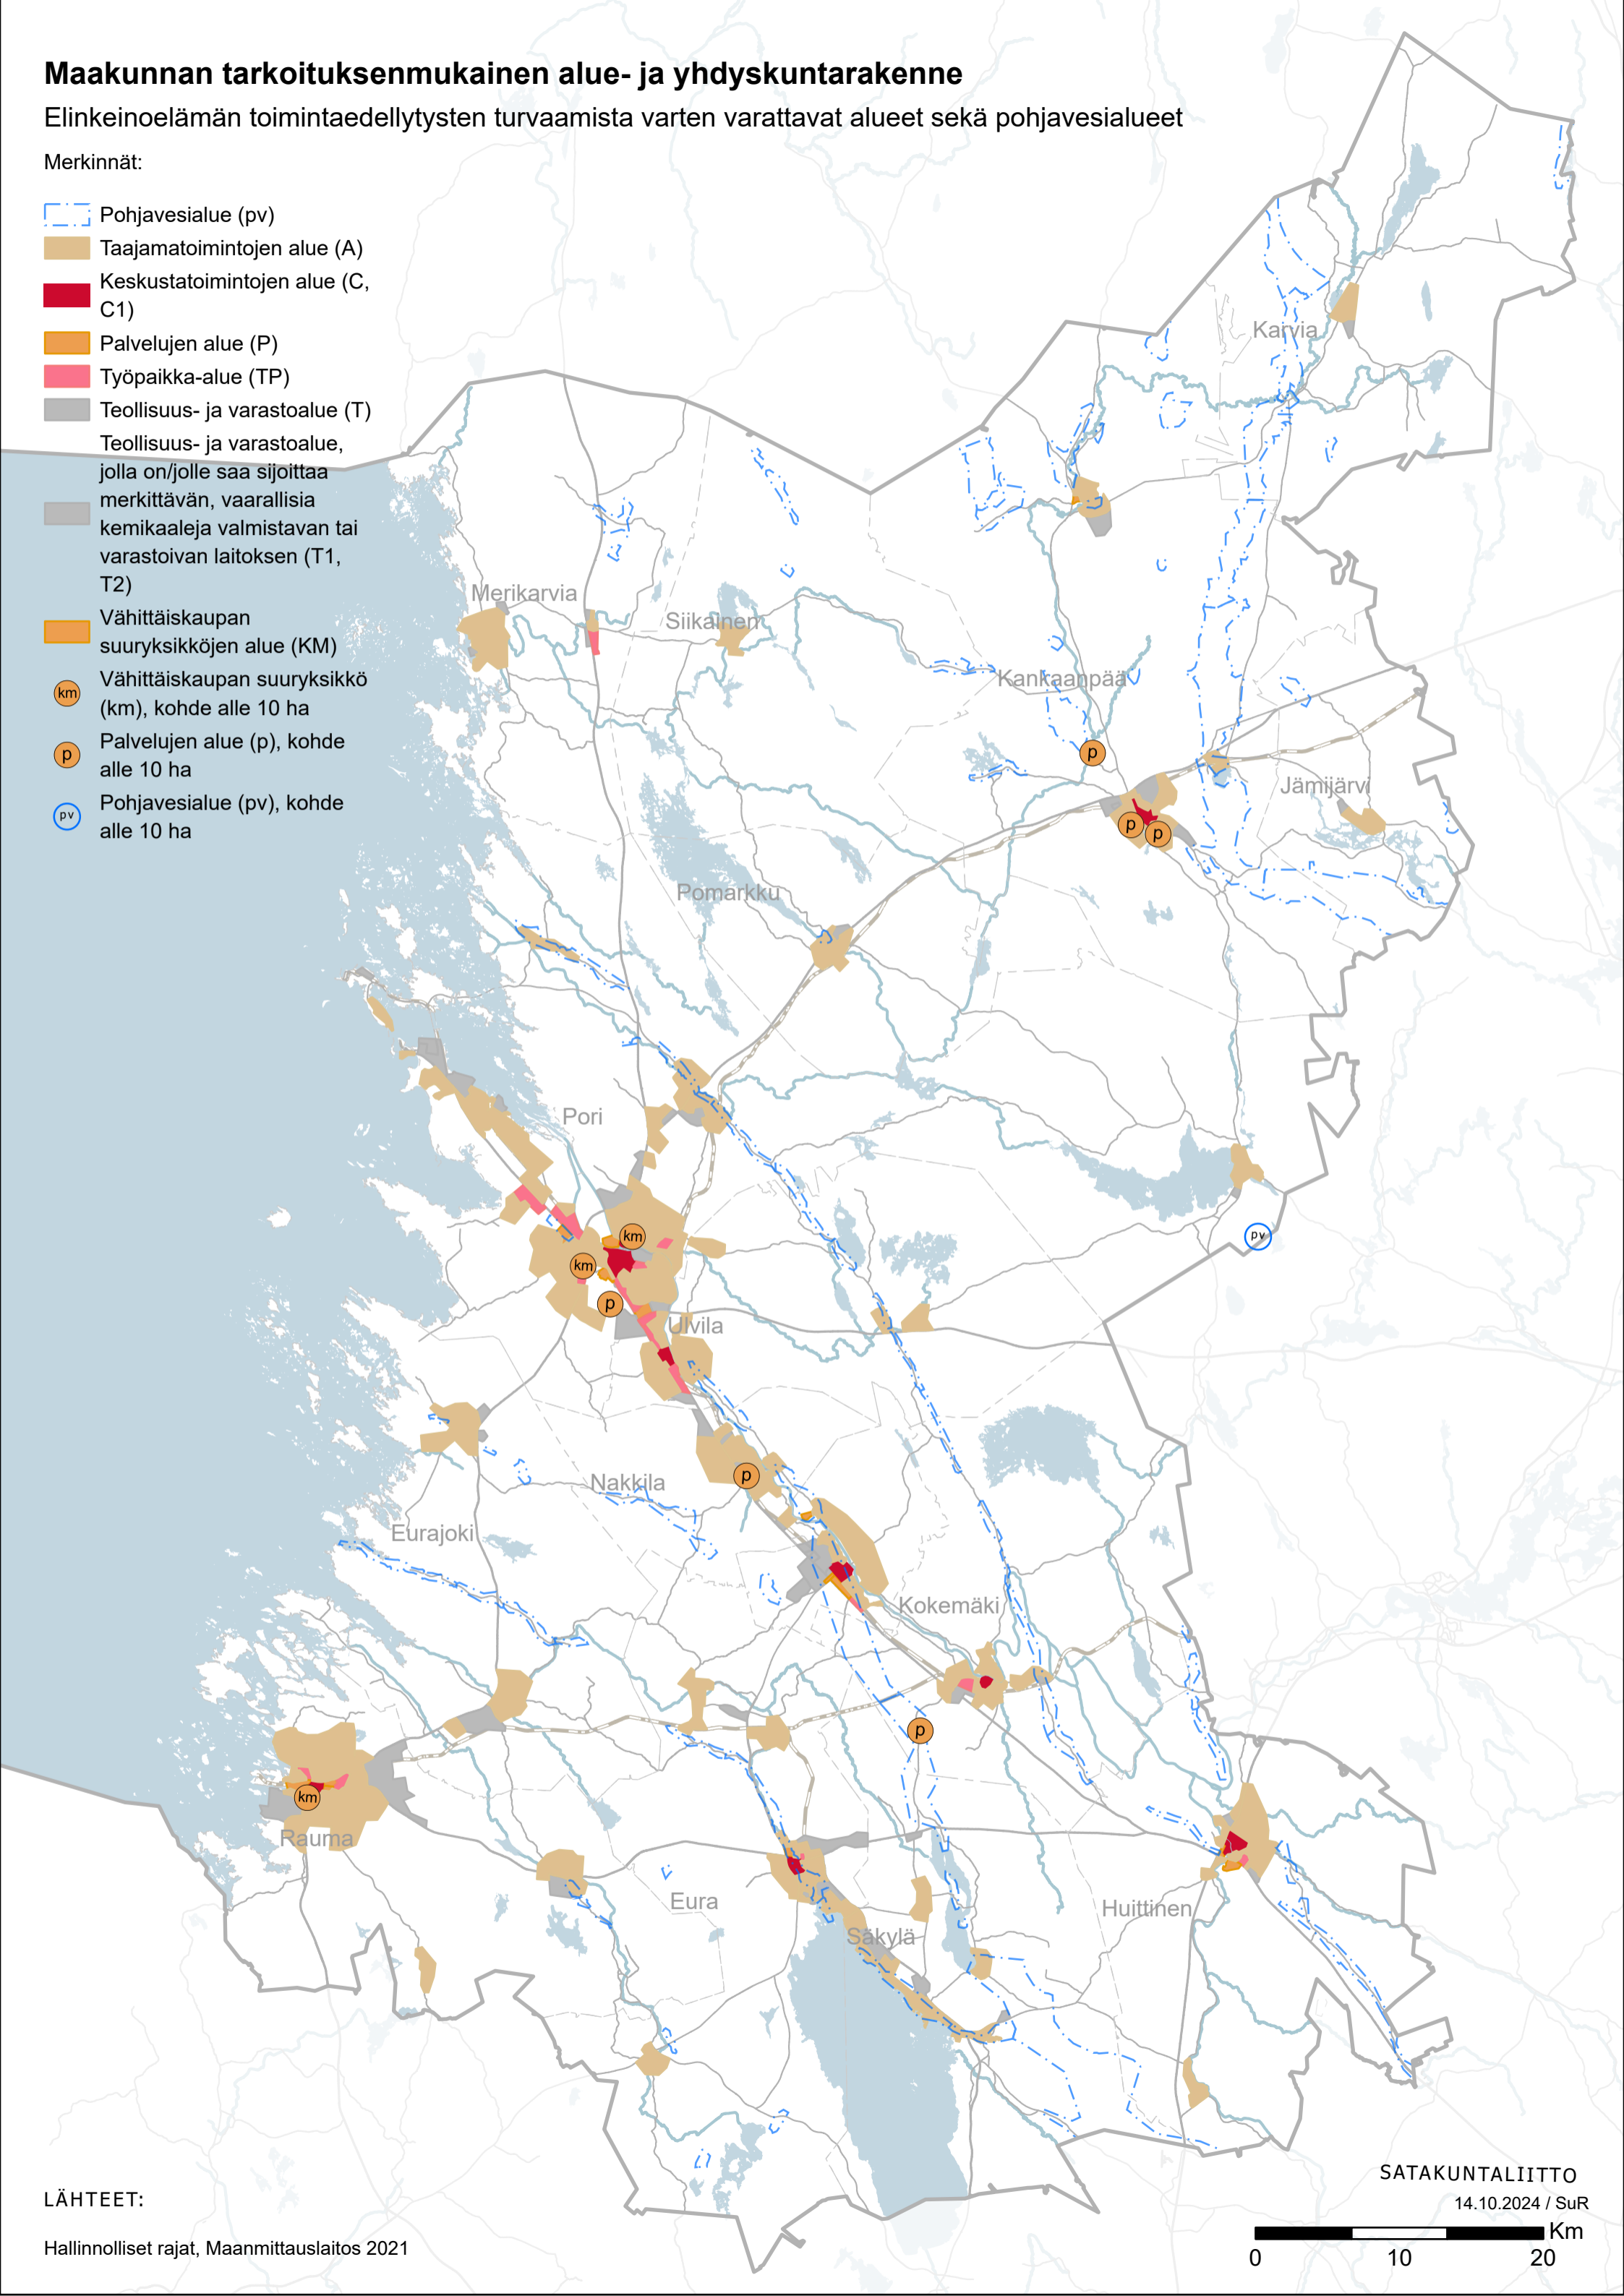 Maakunnan tarkoituksenmukainen alue- ja yhdyskuntarakenne
Elinkeinoelämän toimintaedellytysten turvaamista varten varattavat alueet sekä pohjavesialueet
Merkinnät:
Pohjavesialue (pv)
Taajamatoimintojen alue (A)
Keskustatoimintojen alue (C,
C1)
Palvelujen alue (P)
Työpaikka-alue (TP)
Teollisuus- ja varastoalue (T)
Teollisuus- ja varastoalue,
jolla on/jolle saa sijoittaa
merkittävän, vaarallisia
kemikaaleja valmistavan tai
varastoivan laitoksen (T1,
T2)
Vähittäiskaupan
suuryksikköjen alue (KM)
km
Vähittäiskaupan suuryksikkö
(km), kohde alle 10 ha
p
Palvelujen alue (p), kohde
alle 10 ha
pv
Pohjavesialue (pv), kohde
alle 10 ha
Karvia
Merikarvia
Siikainen
Kankaanpää
p
Jämijärvi
p
p
Pomarkku
Pori
km
pv
km
p
Ulvila
p
Nakkila
Eurajoki
Kokemäki
p
km
Rauma
Eura
Huittinen
Säkylä
SATAKUNTALIITTO
14.10.2024 / SuR
Km
0 10 20
LÄHTEET:
Hallinnolliset rajat, Maanmittauslaitos 2021